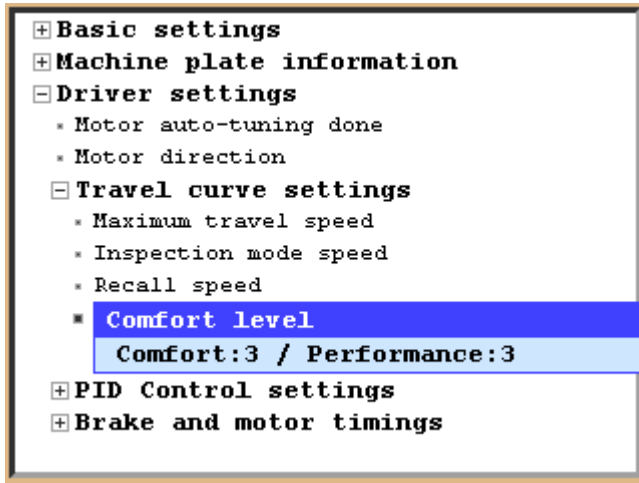 Basic settings
Machine plate information
Driver settings
Motor auto-tuning done
Motor direction
Travel curve settings
Maximum travel speed
Inspection mode speed
Recall speed
Comfort level
Comfort:3 / Performance:3
PID Control settings
Brake and motor timings